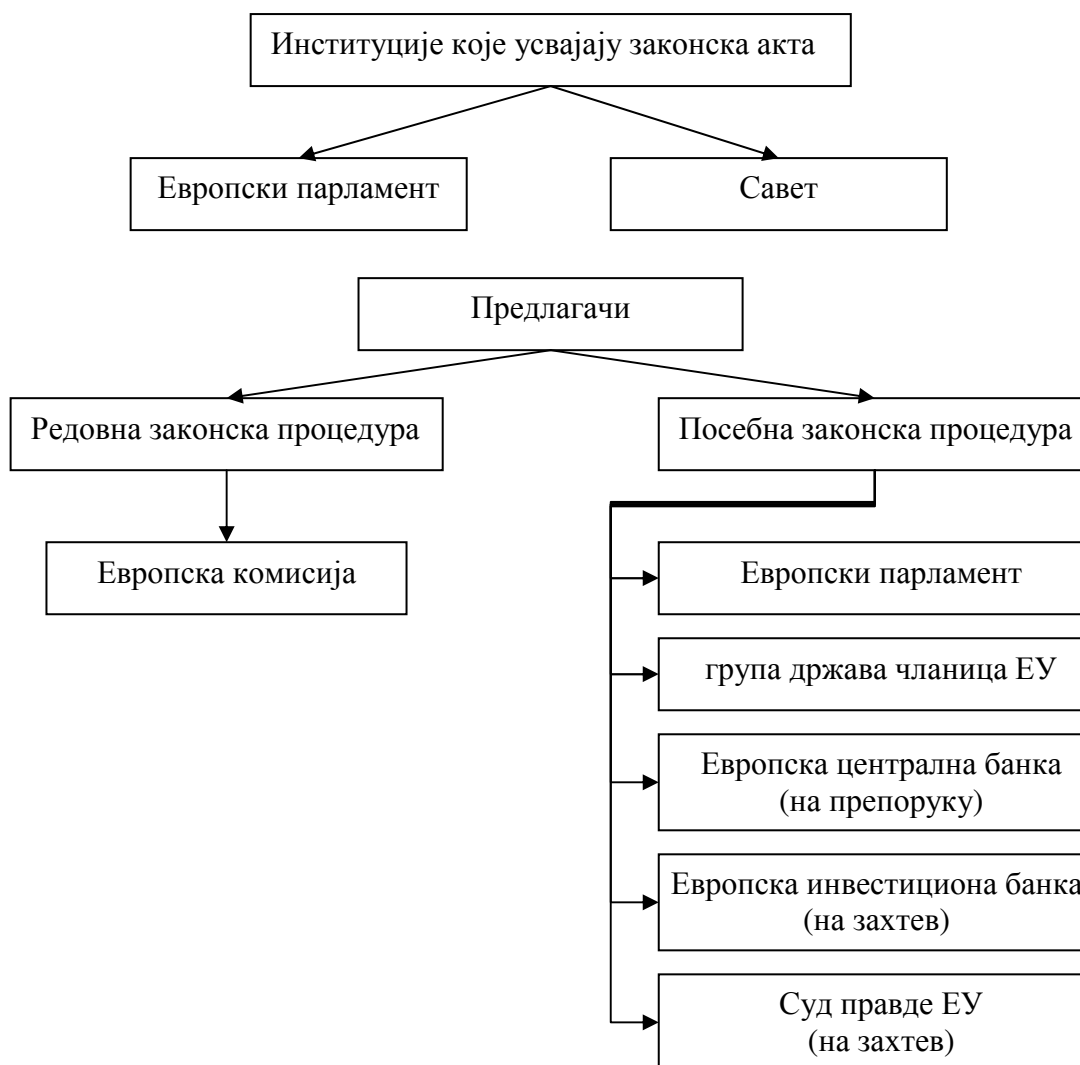 Институције које усвајају законска акта
Европски парламент
Савет
Предлагачи
Редовна законска процедура
Посебна законска процедура
Европска комисија
Европски парламент
група држава чланица ЕУ
Европска централна банка
(на препоруку)
Европска инвестициона банка
(на захтев)
Суд правде ЕУ
(на захтев)